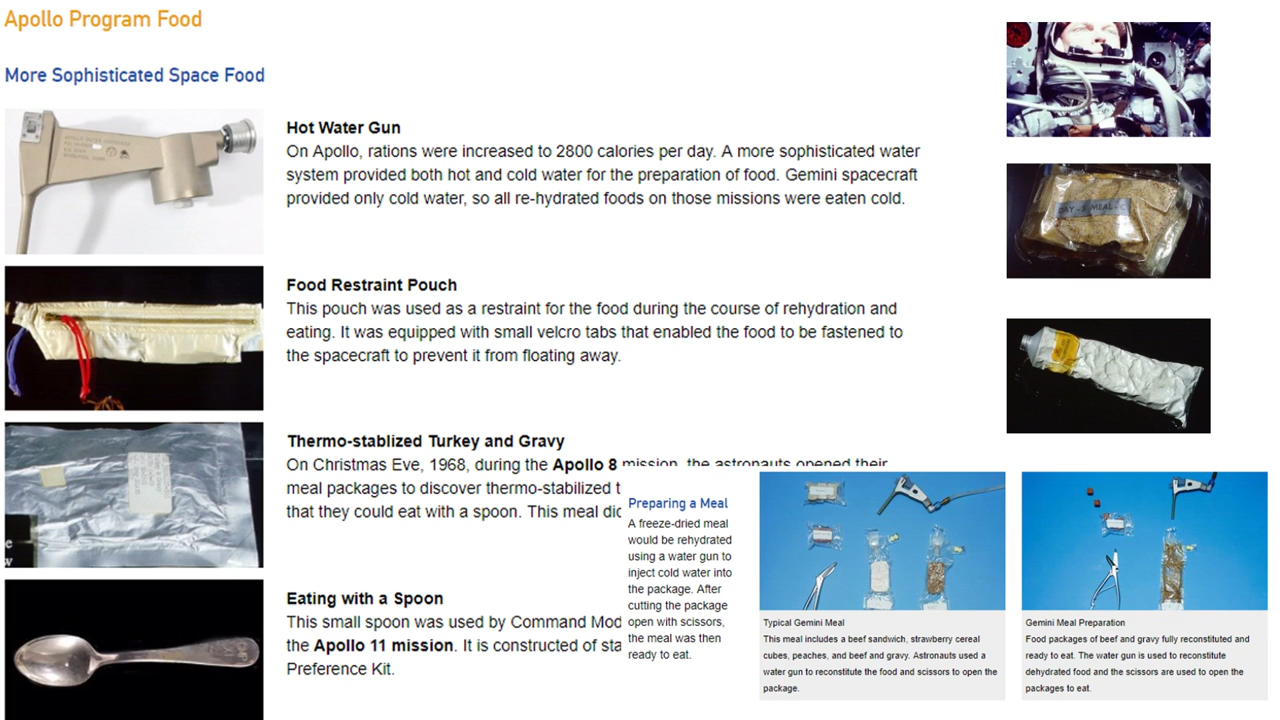 Apollo Program Food
More Sophisticated Space Food
Hot Water Gun
On Apollo, rations were increased to 2800 calories per day. A more sophisticated water
system provided both hot and cold water for the preparation of food. Gemini spacecraft
provided only cold water, so all re-hydrated foods on those missions were eaten cold.
Food Restraint Pouch
This pouch was used as a restraint for the food during the course of rehydration and
eating. It was equipped with small velcro tabs that enabled the food to be fastened to
the spacecraft to prevent it from floating away.
Thermo-stablized Turkey and Gravy
On Christmas Eve, 1968, during the Apollo 8 mission, the astronauts opened their
meal packages to discover thermo-stabilized t
that they could eat with a spoon. This meal did
Eating with a Spoon
This small spoon was used by Command Mod
the Apollo 11 mission. It is constructed of sta
Preference Kit.
DAY - 3 MEAL - C
Preparing a Meal
A freeze-dried meal
would be rehydrated
using a water gun to
inject cold water into
the package. After
cutting the package
open with scissors,
the meal was then
ready to eat.
Typical Gemini Meal
This meal includes a beef sandwich, strawberry cereal
cubes, peaches, and beef and gravy. Astronauts used a
water gun to reconstitute the food and scissors to open the
package.
Gemini Meal Preparation
Food packages of beef and gravy fully reconstituted and
ready to eat. The water gun is used to reconstitute
dehydrated food and the scissors are used to open the
packages to eat.